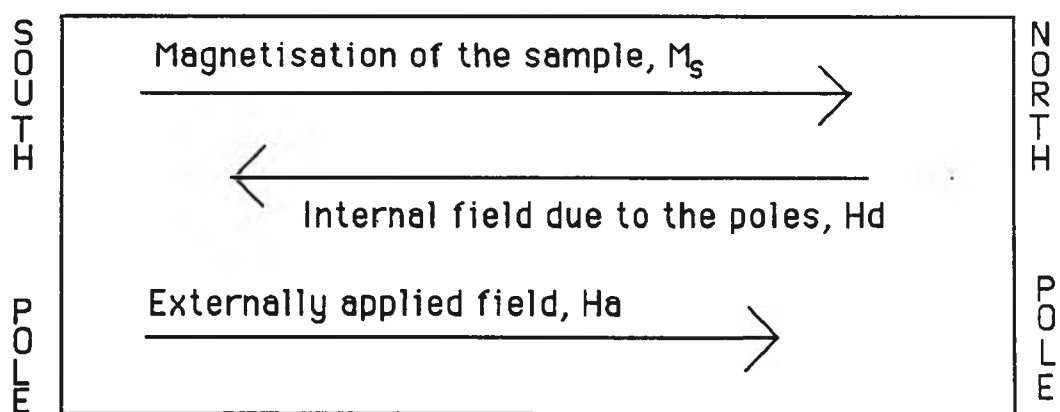 SOUTH POLE
Magnetisation of the sample, Ms
Internal field due to the poles, Hd
Externally applied field, Ha
NORTH POLE